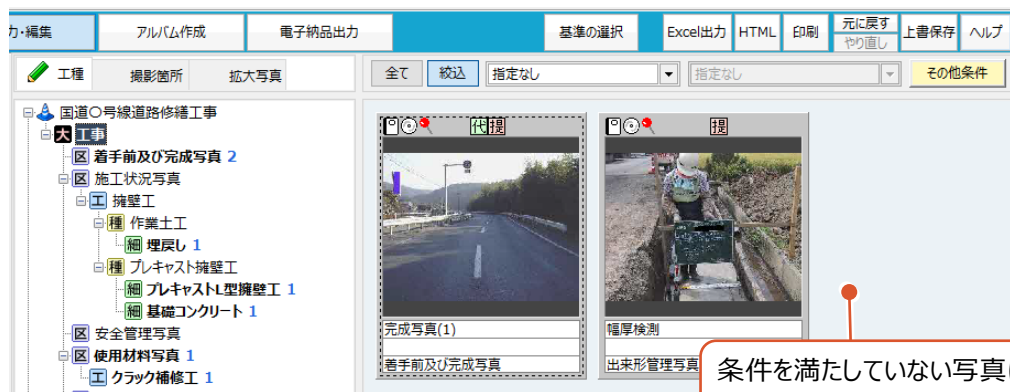 力・編集 アルバム作成 電子納品出力 基準の選択 Excel出力 HTML 印刷 元に戻す やり直し 上書保存 ヘルプ
工種 撮影箇所 拡大写真 全て 絞込 指定なし 指定なし その他条件
国道〇号線道路修繕工事
大 工事
区 着手前及び完成写真 2
区 施工状況写真
工 擁壁工
種 作業土工
細 埋戻し 1
種 プレキャスト擁壁工
細 プレキャストL型擁壁工 1
細 基礎コンクリート 1
区 安全管理写真
区 使用材料写真 1
工 クラック補修工 1
代 提
完成写真(1)
着手前及び完成写真
提
幅厚検測
出来形管理写真
条件を満たしていない写真